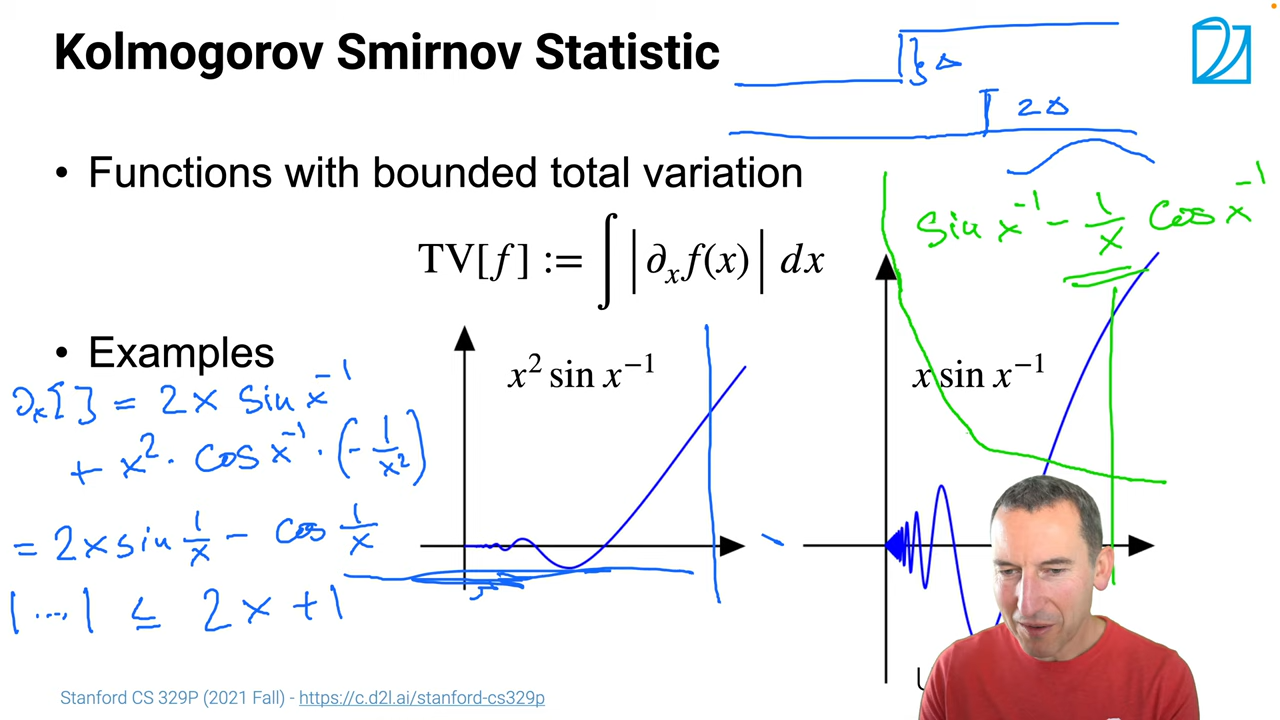 Kolmogorov Smirnov Statistic
} Δ
2Δ
• Functions with bounded total variation
sin x⁻¹ − 1/x cos x⁻¹
TV[f] := ∫ |∂ₓ f(x)| dx
• Examples
x² sin x⁻¹
x sin x⁻¹
∂ₓ[ ] = 2x sin x⁻¹
+ x² · cos x⁻¹ · (− 1/x²)
= 2x sin 1/x − cos 1/x
|...| ≤ 2x + 1
Stanford CS 329P (2021 Fall) - https://c.d2l.ai/stanford-cs329p